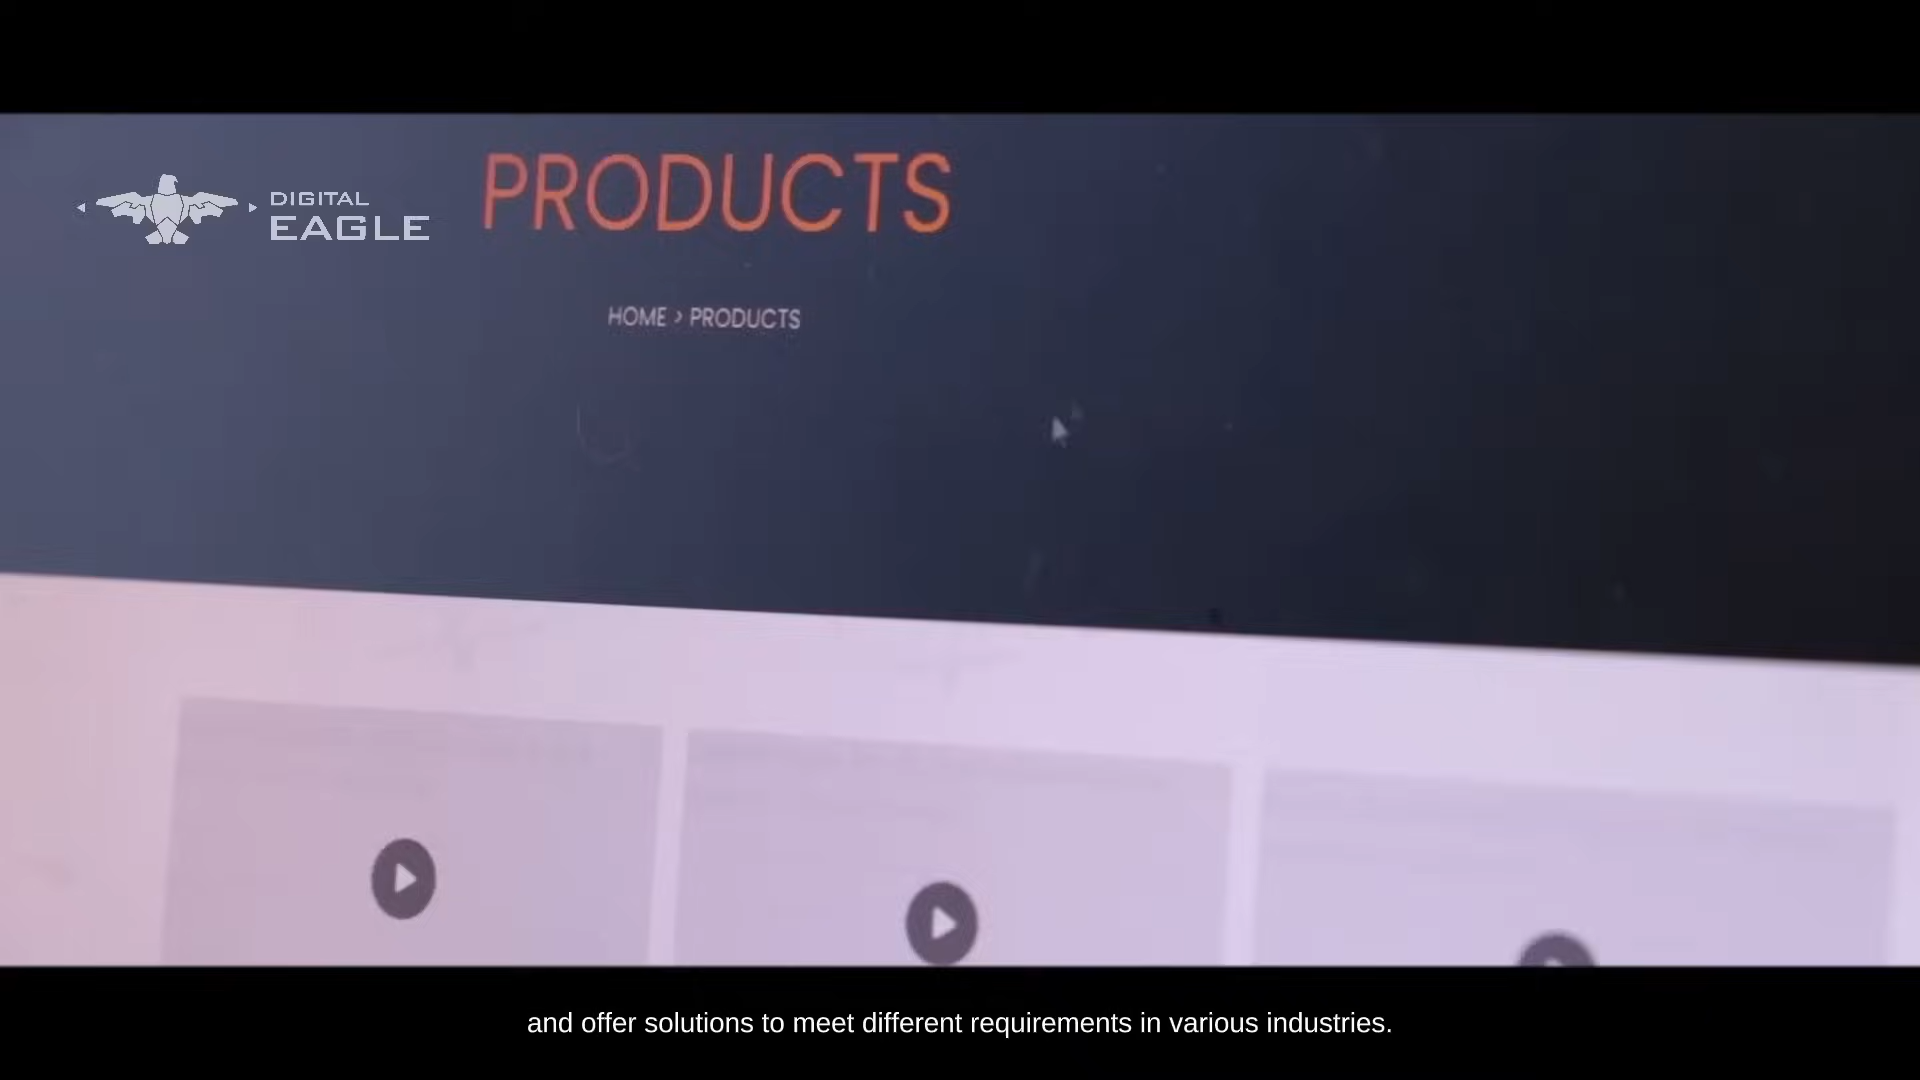 DIGITAL
EAGLE
PRODUCTS
HOME > PRODUCTS
and offer solutions to meet different requirements in various industries.